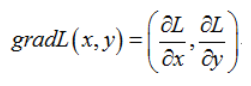 gradL(x, y) = (∂L/∂x, ∂L/∂y)